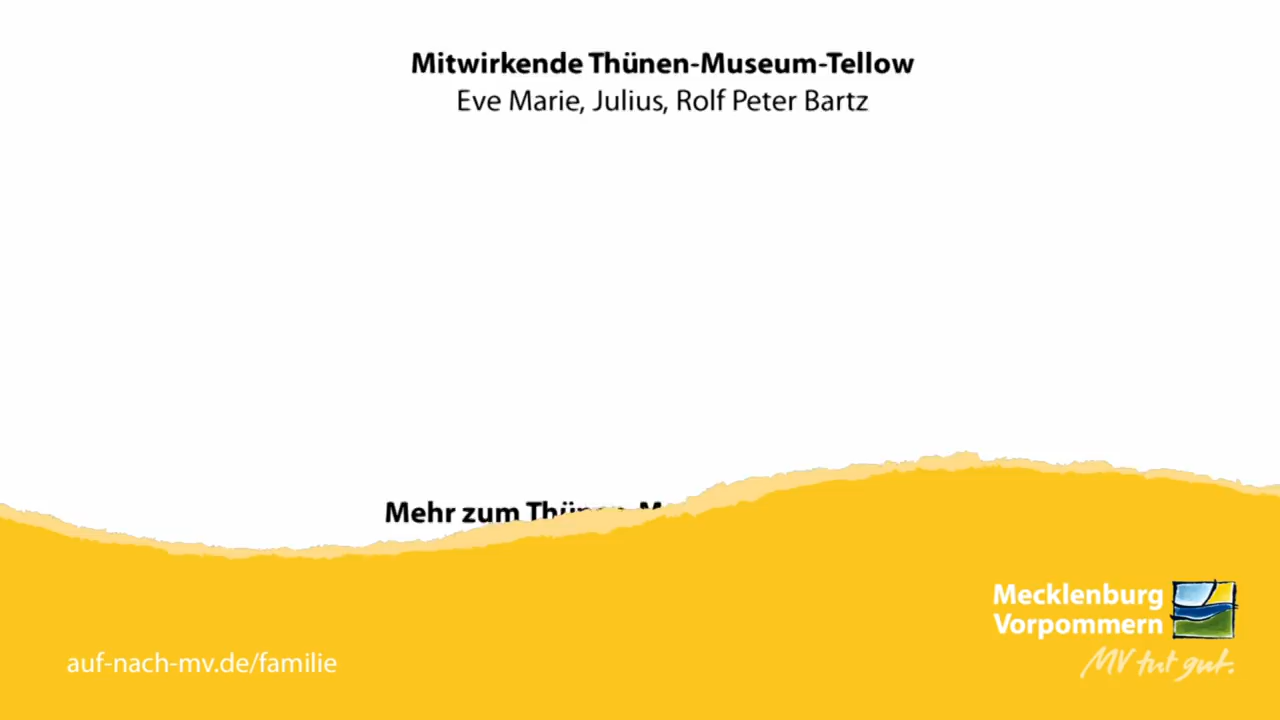 Mitwirkende Thünen-Museum-Tellow
Eve Marie, Julius, Rolf Peter Bartz
Mehr zum
Mecklenburg
Vorpommern
MV tut gut.
auf-nach-mv.de/familie